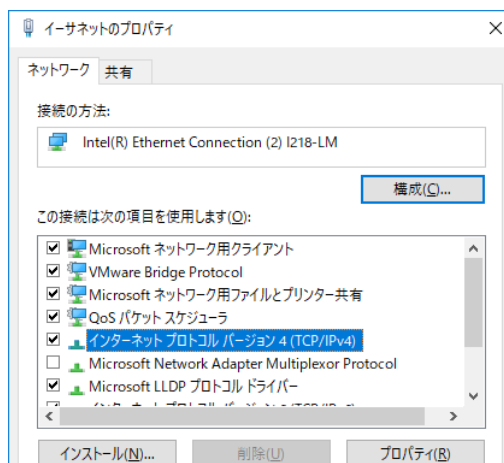 イーサネットのプロパティ
ネットワーク 共有
接続の方法:
Intel(R) Ethernet Connection (2) I218-LM
構成(C)...
この接続は次の項目を使用します(O):
Microsoft ネットワーク用クライアント
VMware Bridge Protocol
Microsoft ネットワーク用ファイルとプリンター共有
QoS パケット スケジューラ
インターネット プロトコル バージョン 4 (TCP/IPv4)
Microsoft Network Adapter Multiplexor Protocol
Microsoft LLDP プロトコル ドライバー
インストール(N)... 削除(U) プロパティ(R)